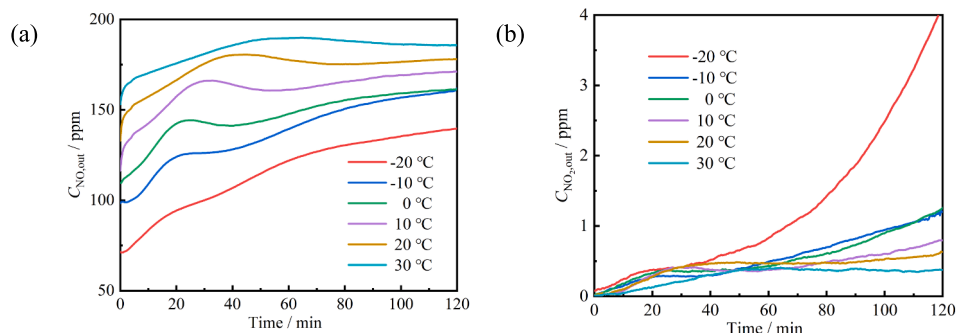 (a)
200
150
100
50
C_NO,out / ppm
-20 ℃
-10 ℃
0 ℃
10 ℃
20 ℃
30 ℃
0 20 40 60 80 100 120
Time / min
(b)
4
3
2
1
0
C_NO₂,out / ppm
-20 ℃
-10 ℃
0 ℃
10 ℃
20 ℃
30 ℃
0 20 40 60 80 100 120
Time / min